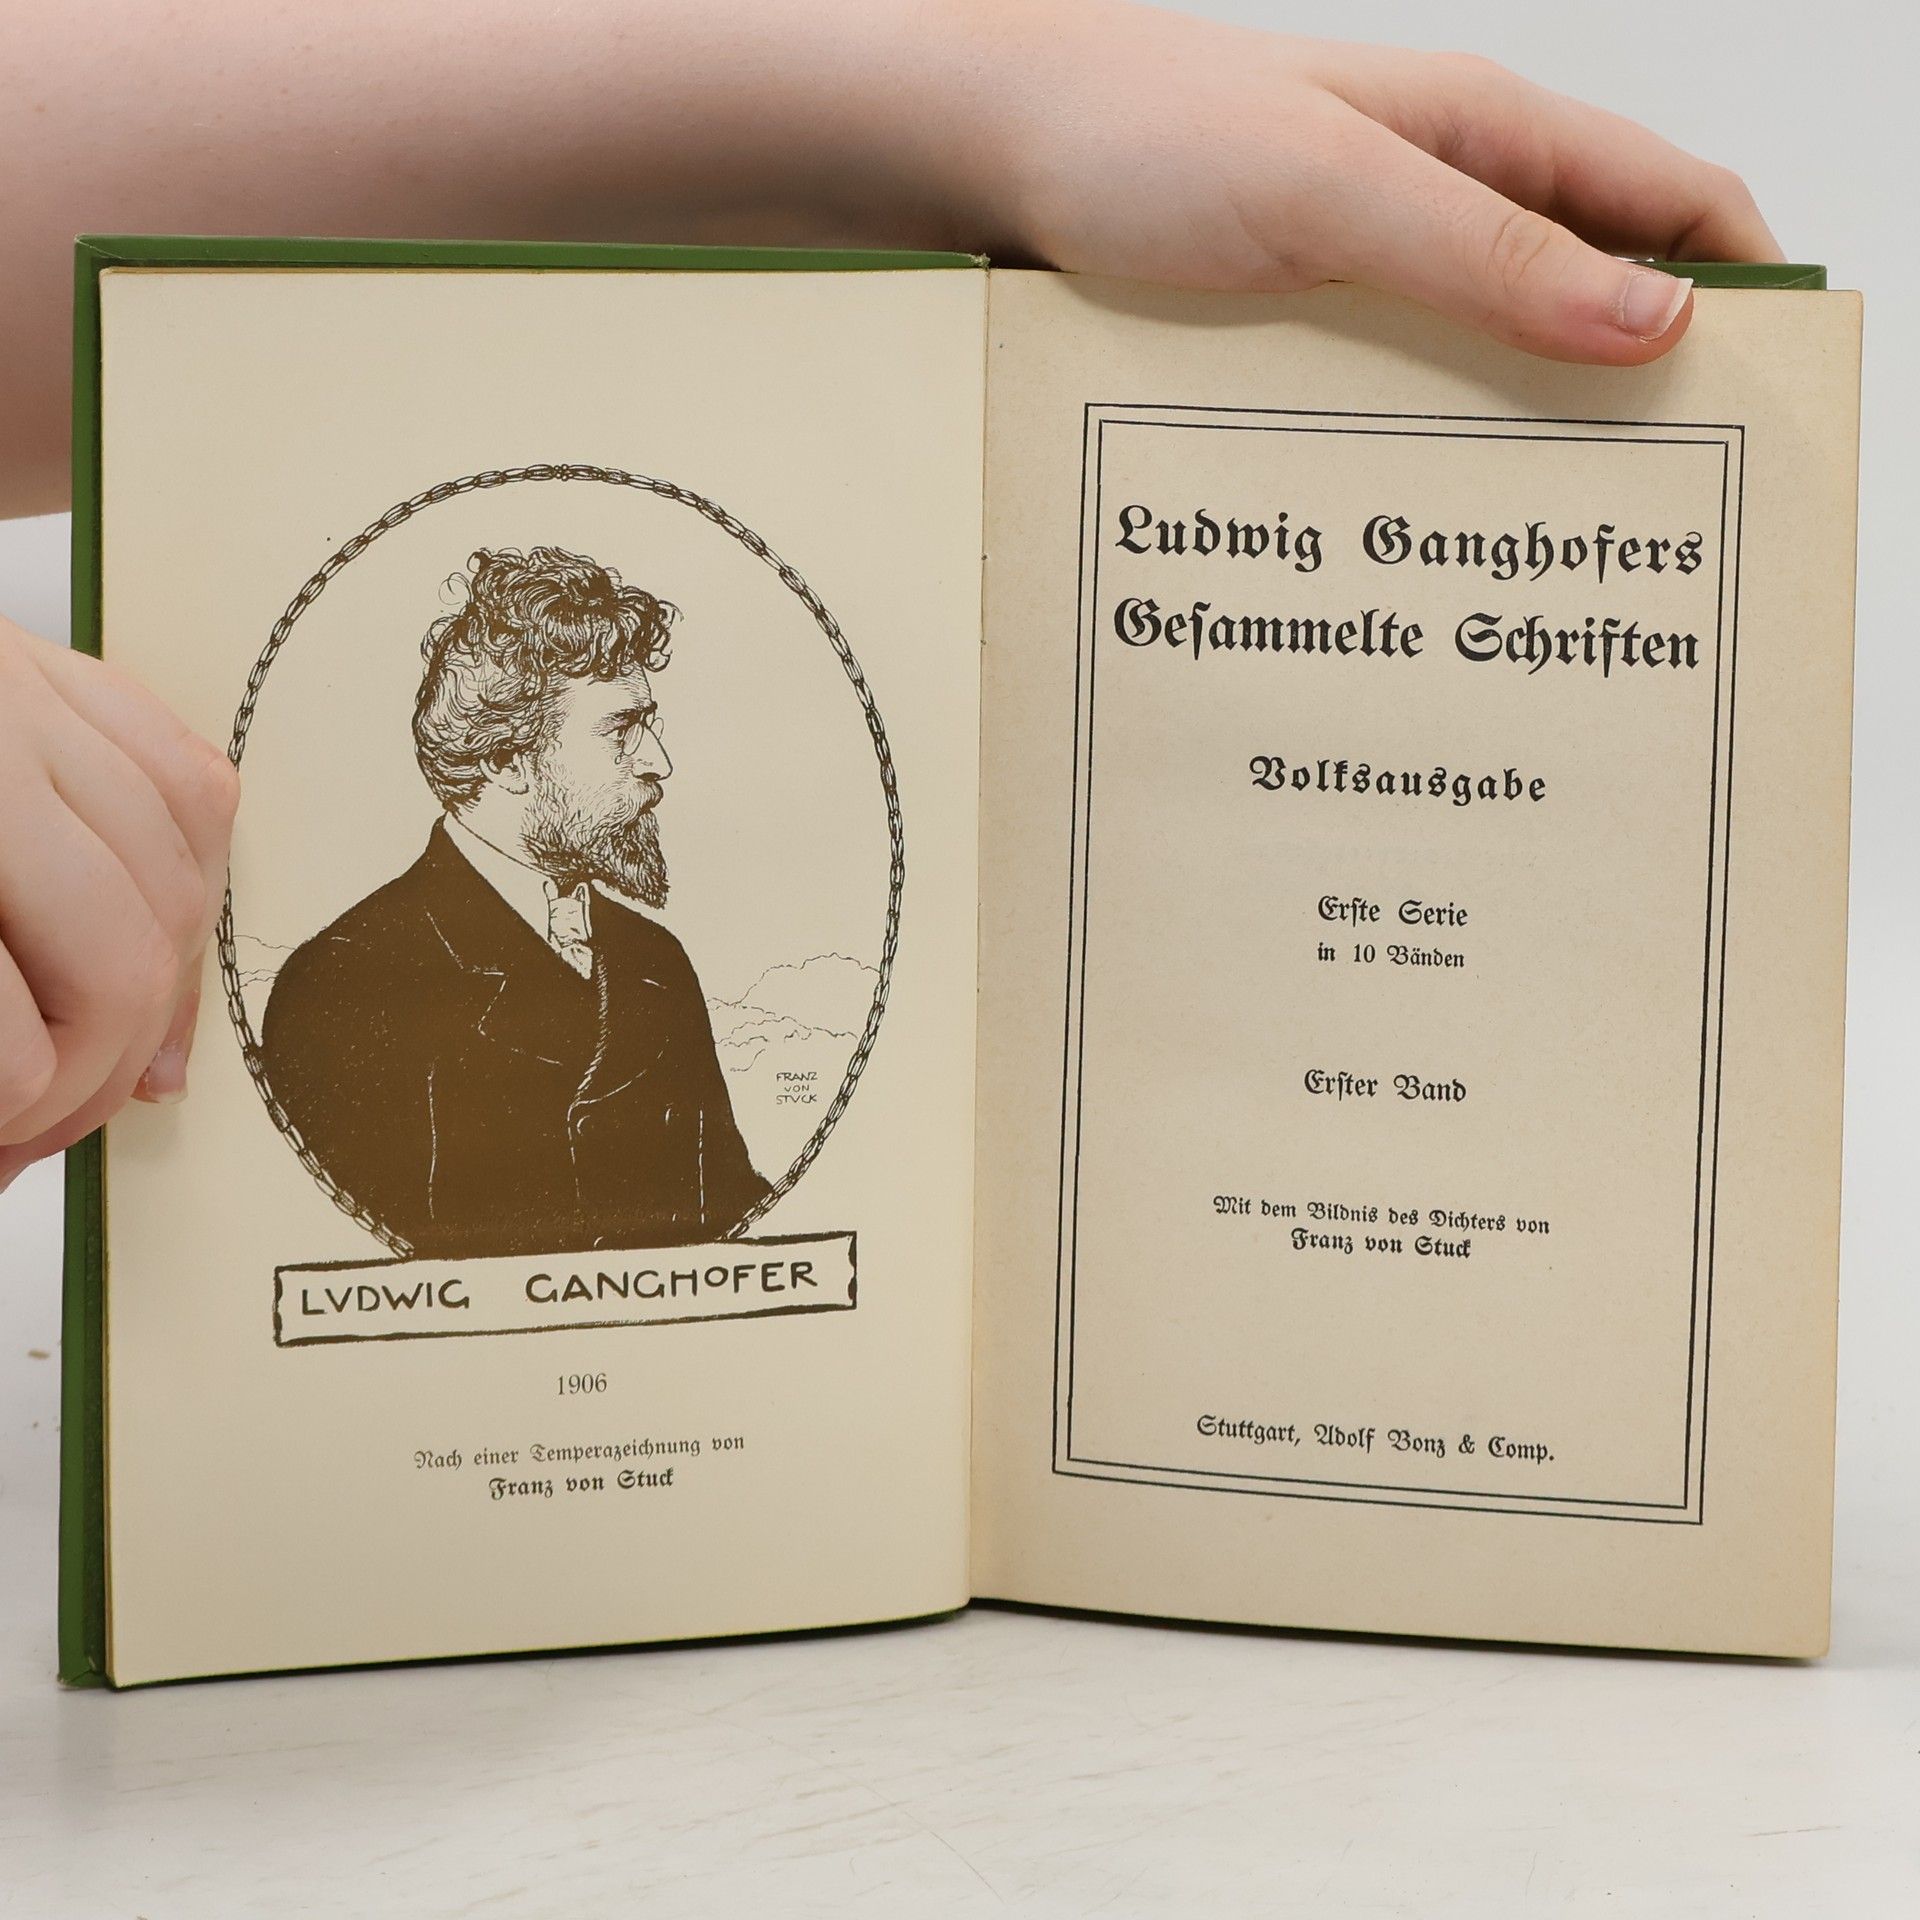 FRANZ
VON
STVCK
LVDWIG GANGHOFER
1906
Nach einer Temperazeichnung von
Franz von Stuck
Ludwig Ganghofers
Geſammelte Schriften
Volksausgabe
Erſte Serie
in 10 Bänden
Erſter Band
Mit dem Bildnis des Dichters von
Franz von Stuck
Stuttgart, Adolf Bonz & Comp.